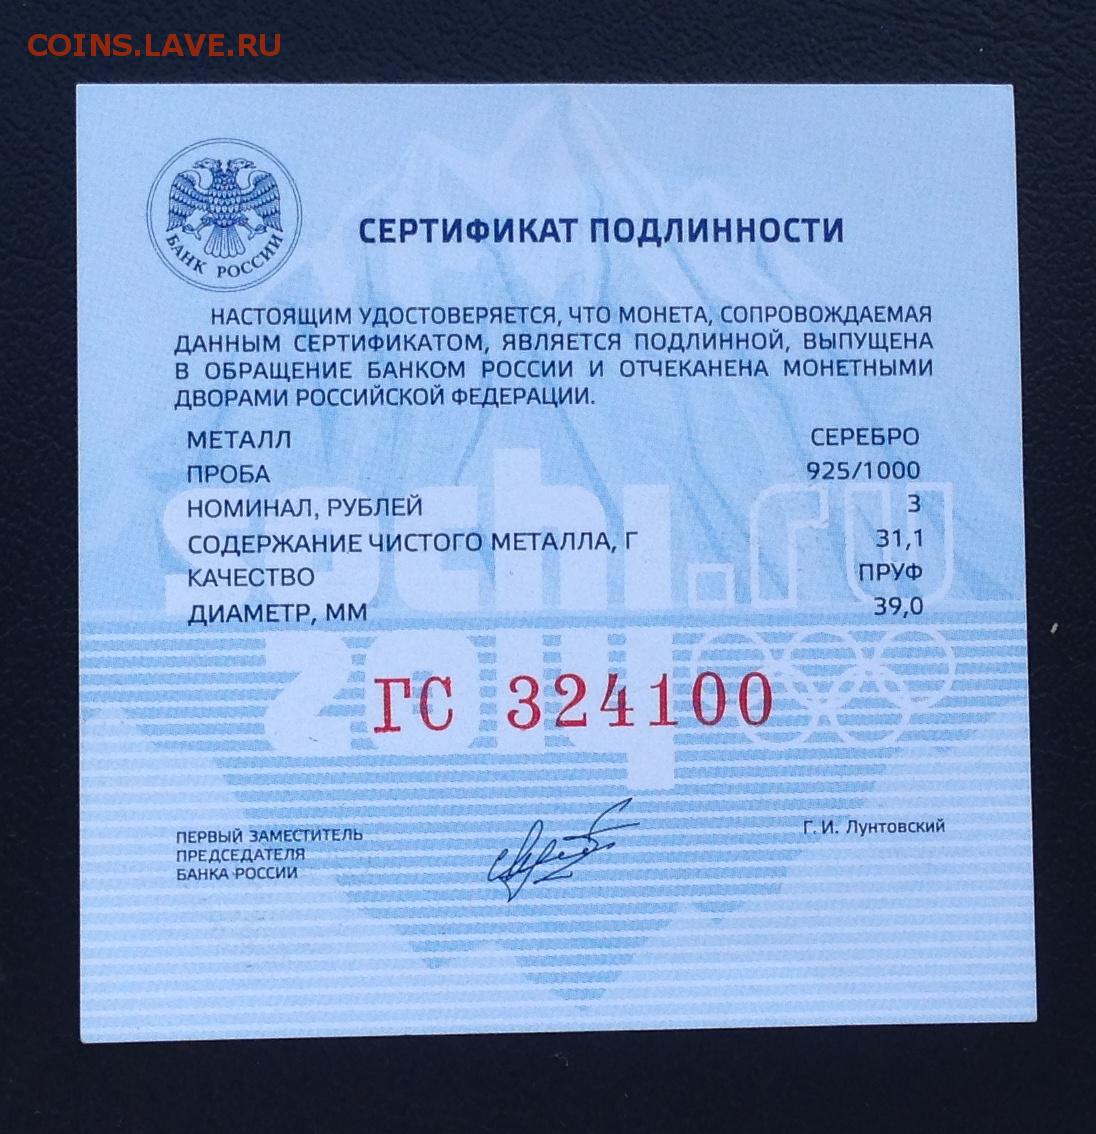 COINS.LAVE.RU
БАНК РОССИИ
СЕРТИФИКАТ ПОДЛИННОСТИ
НАСТОЯЩИМ УДОСТОВЕРЯЕТСЯ, ЧТО МОНЕТА, СОПРОВОЖДАЕМАЯ
ДАННЫМ СЕРТИФИКАТОМ, ЯВЛЯЕТСЯ ПОДЛИННОЙ, ВЫПУЩЕНА
В ОБРАЩЕНИЕ БАНКОМ РОССИИ И ОТЧЕКАНЕНА МОНЕТНЫМИ
ДВОРАМИ РОССИЙСКОЙ ФЕДЕРАЦИИ.
МЕТАЛЛ СЕРЕБРО
ПРОБА 925/1000
НОМИНАЛ, РУБЛЕЙ 3
СОДЕРЖАНИЕ ЧИСТОГО МЕТАЛЛА, Г 31,1
КАЧЕСТВО ПРУФ
ДИАМЕТР, ММ 39,0
sochi.ru
2014
ГС 324100
ПЕРВЫЙ ЗАМЕСТИТЕЛЬ
ПРЕДСЕДАТЕЛЯ
БАНКА РОССИИ
Г. И. Лунтовский